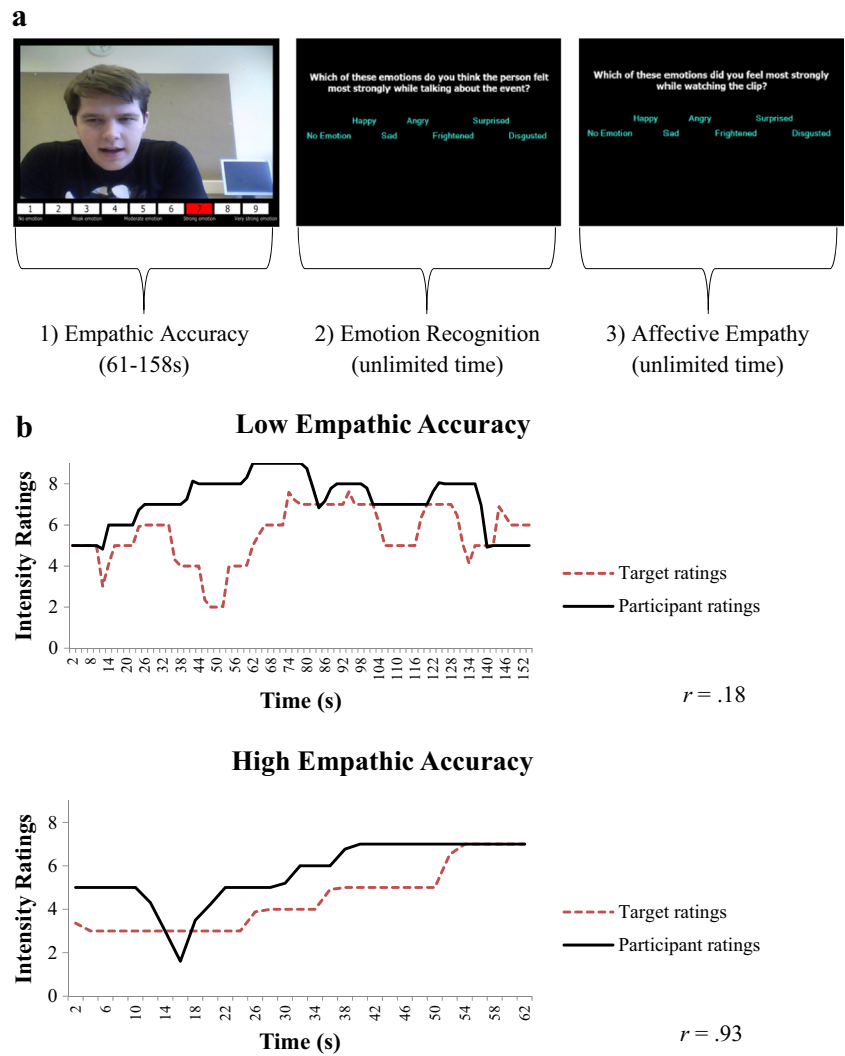 a
1 2 3 4 5 6 7 8 9
No emotion Weak emotion Moderate emotion Strong emotion Very strong emotion
Which of these emotions do you think the person felt
most strongly while talking about the event?
Happy Angry Surprised
No Emotion Sad Frightened Disgusted
Which of these emotions did you feel most strongly
while watching the clip?
Happy Angry Surprised
No Emotion Sad Frightened Disgusted
1) Empathic Accuracy
(61-158s)
2) Emotion Recognition
(unlimited time)
3) Affective Empathy
(unlimited time)
b
Low Empathic Accuracy
Intensity Ratings
8
6
4
2
0
2 8 14 20 26 32 38 44 50 56 62 68 74 80 86 92 98 104 110 116 122 128 134 140 146 152
Time (s)
Target ratings
Participant ratings
r = .18
High Empathic Accuracy
Intensity Ratings
8
6
4
2
0
2 6 10 14 18 22 26 30 34 38 42 46 50 54 58 62
Time (s)
Target ratings
Participant ratings
r = .93